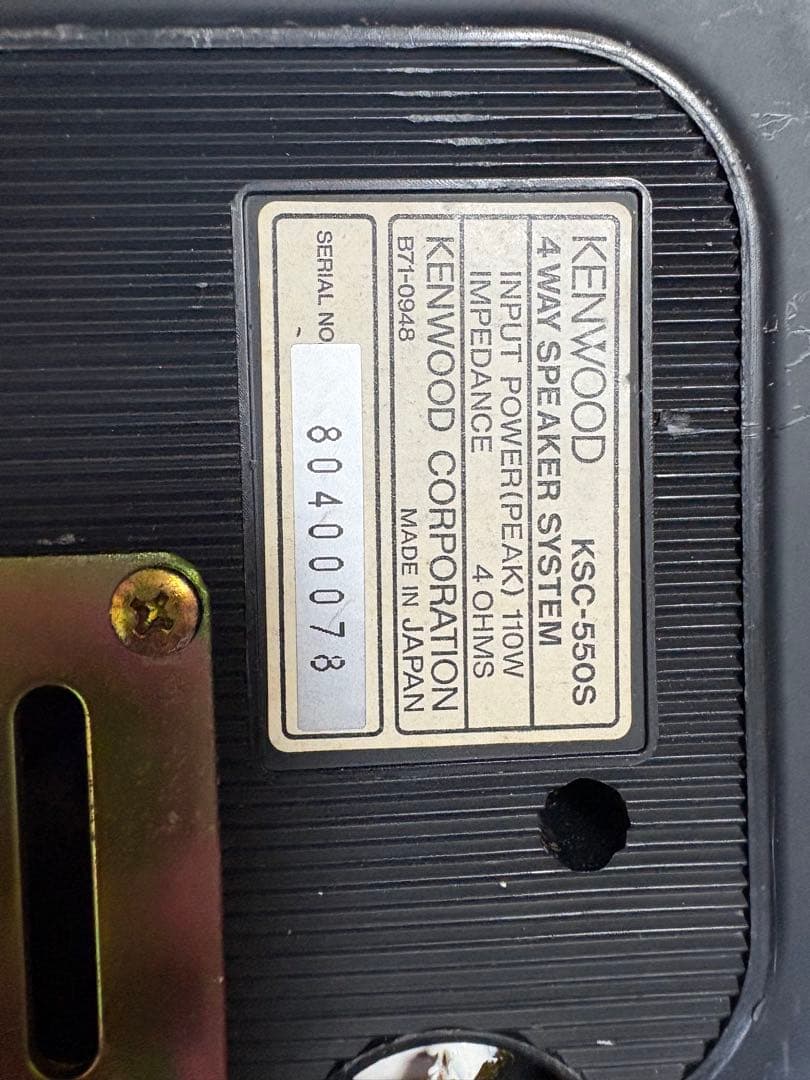 KENWOOD KSC-550S
4 WAY SPEAKER SYSTEM
INPUT POWER(PEAK) 110W
IMPEDANCE 4 OHMS
KENWOOD CORPORATION
B71-0948 MADE IN JAPAN
SERIAL NO. 80400078